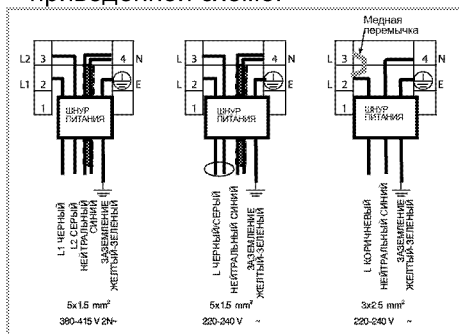 приведенной схеме.
Медная
перемычка
L2 3 4 N
L1 2 E
1
ШНУР
ПИТАНИЯ
L 3 4 N
L 2 E
1
ШНУР
ПИТАНИЯ
L 3 4 N
L 2 E
1
ШНУР
ПИТАНИЯ
L1 ЧЕРНЫЙ
L2 СЕРЫЙ
НЕЙТРАЛЬНЫЙ
СИНИЙ
ЗАЗЕМЛЕНИЕ
ЖЕЛТЫЙ-ЗЕЛЕНЫЙ
L ЧЕРНЫЙ/СЕРЫЙ
НЕЙТРАЛЬНЫЙ СИНИЙ
ЗАЗЕМЛЕНИЕ
ЖЕЛТЫЙ-ЗЕЛЕНЫЙ
L КОРИЧНЕВЫЙ
НЕЙТРАЛЬНЫЙ СИНИЙ
ЗАЗЕМЛЕНИЕ
ЖЕЛТЫЙ-ЗЕЛЕНЫЙ
5x1.5 mm²
5x1.5 mm²
3x2.5 mm²
380-415 V 2N~
220-240 V ~
220-240 V ~